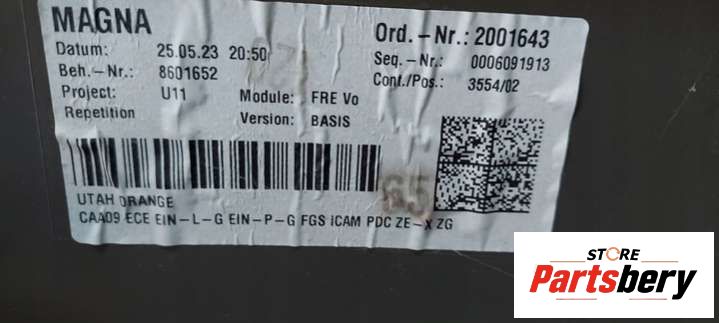 MAGNA
Datum: 25.05.23 20:50
Beh.-Nr.: 8601652
Project: U11
Repetition
Module: FRE Vo
Version: BASIS
Ord.-Nr.: 2001643
Seq.-Nr.: 0006091913
Cont./Pos.: 3554/02
65
UTAH ORANGE
CA409 ECE EIN-L-G EIN-P-G FGS iCAM PDC ZE-X ZG
STORE
Partsbery